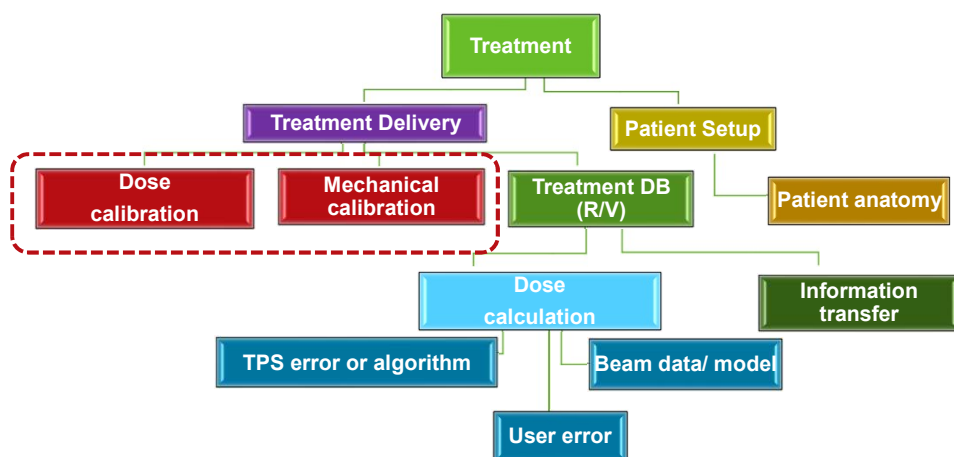 Treatment
Treatment Delivery
Patient Setup
Dose
calibration
Mechanical
calibration
Treatment DB
(R/V)
Patient anatomy
Dose
calculation
Information
transfer
TPS error or algorithm
Beam data/ model
User error